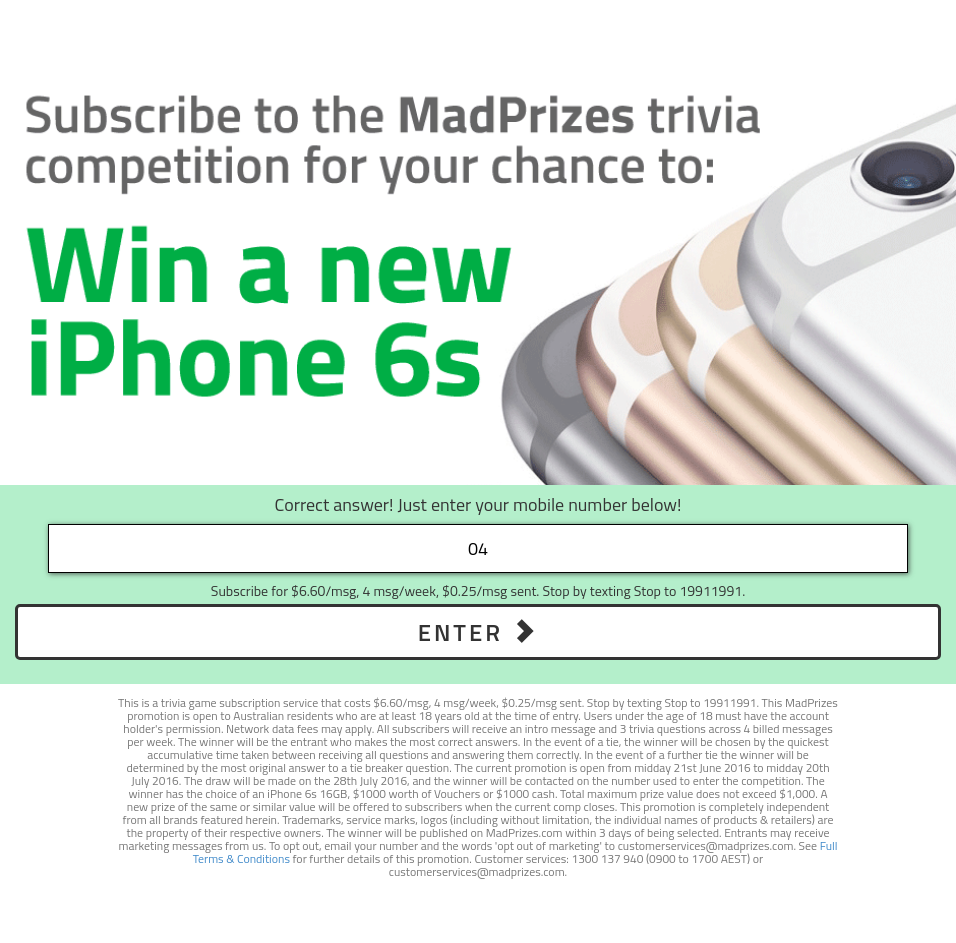 Subscribe to the MadPrizes trivia
competition for your chance to:
Win a new
iPhone 6s
Correct answer! Just enter your mobile number below!
04
Subscribe for $6.60/msg, 4 msg/week, $0.25/msg sent. Stop by texting Stop to 19911991.
ENTER
This is a trivia game subscription service that costs $6.60/msg, 4 msg/week, $0.25/msg sent. Stop by texting Stop to 19911991. This MadPrizes
promotion is open to Australian residents who are at least 18 years old at the time of entry. Users under the age of 18 must have the account
holder's permission. Network data fees may apply. All subscribers will receive an intro message and 3 trivia questions across 4 billed messages
per week. The winner will be the entrant who makes the most correct answers. In the event of a tie, the winner will be chosen by the quickest
accumulative time taken between receiving all questions and answering them correctly. In the event of a further tie the winner will be
determined by the most original answer to a tie breaker question. The current promotion is open from midday 21st June 2016 to midday 20th
July 2016. The draw will be made on the 28th July 2016, and the winner will be contacted on the number used to enter the competition. The
winner has the choice of an iPhone 6s 16GB, $1000 worth of Vouchers or $1000 cash. Total maximum prize value does not exceed $1,000. A
new prize of the same or similar value will be offered to subscribers when the current comp closes. This promotion is completely independent
from all brands featured herein. Trademarks, service marks, logos (including without limitation, the individual names of products & retailers) are
the property of their respective owners. The winner will be published on MadPrizes.com within 3 days of being selected. Entrants may receive
marketing messages from us. To opt out, email your number and the words 'opt out of marketing' to customerservices@madprizes.com. See Full
Terms & Conditions for further details of this promotion. Customer services: 1300 137 940 (0900 to 1700 AEST) or
customerservices@madprizes.com.